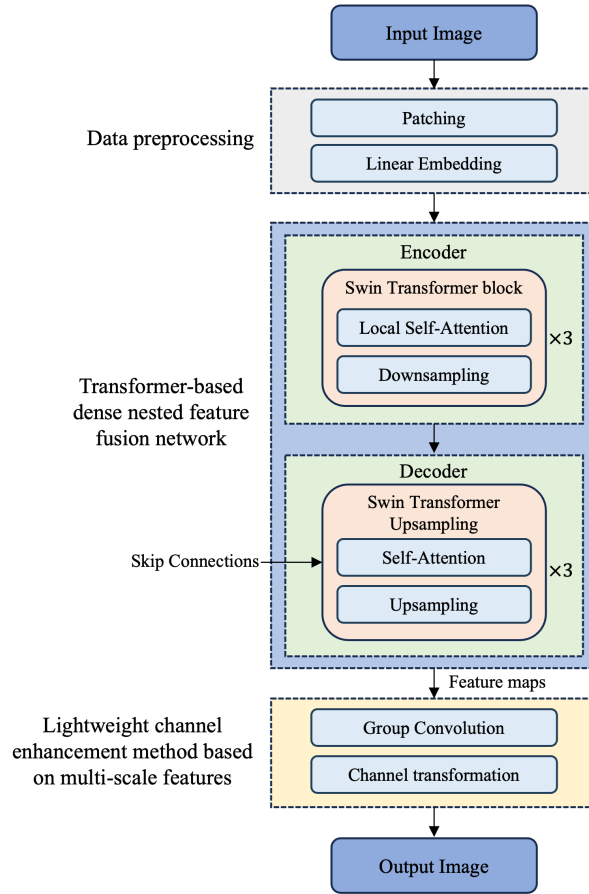 Input Image
Data preprocessing
Patching
Linear Embedding
Transformer-based
dense nested feature
fusion network
Encoder
Swin Transformer block
Local Self-Attention
Downsampling
×3
Decoder
Swin Transformer
Upsampling
Skip Connections
Self-Attention
Upsampling
×3
Feature maps
Lightweight channel
enhancement method based
on multi-scale features
Group Convolution
Channel transformation
Output Image